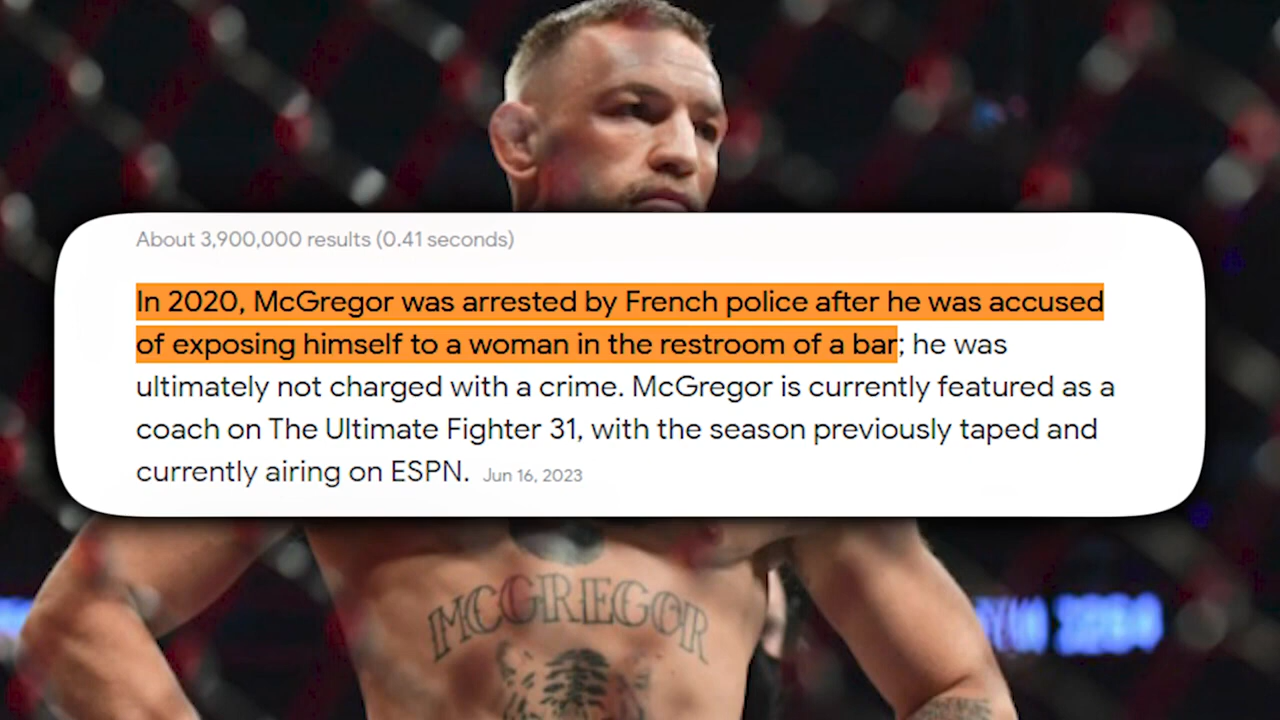 About 3,900,000 results (0.41 seconds)
In 2020, McGregor was arrested by French police after he was accused
of exposing himself to a woman in the restroom of a bar; he was
ultimately not charged with a crime. McGregor is currently featured as a
coach on The Ultimate Fighter 31, with the season previously taped and
currently airing on ESPN. Jun 16, 2023
MCGREGOR